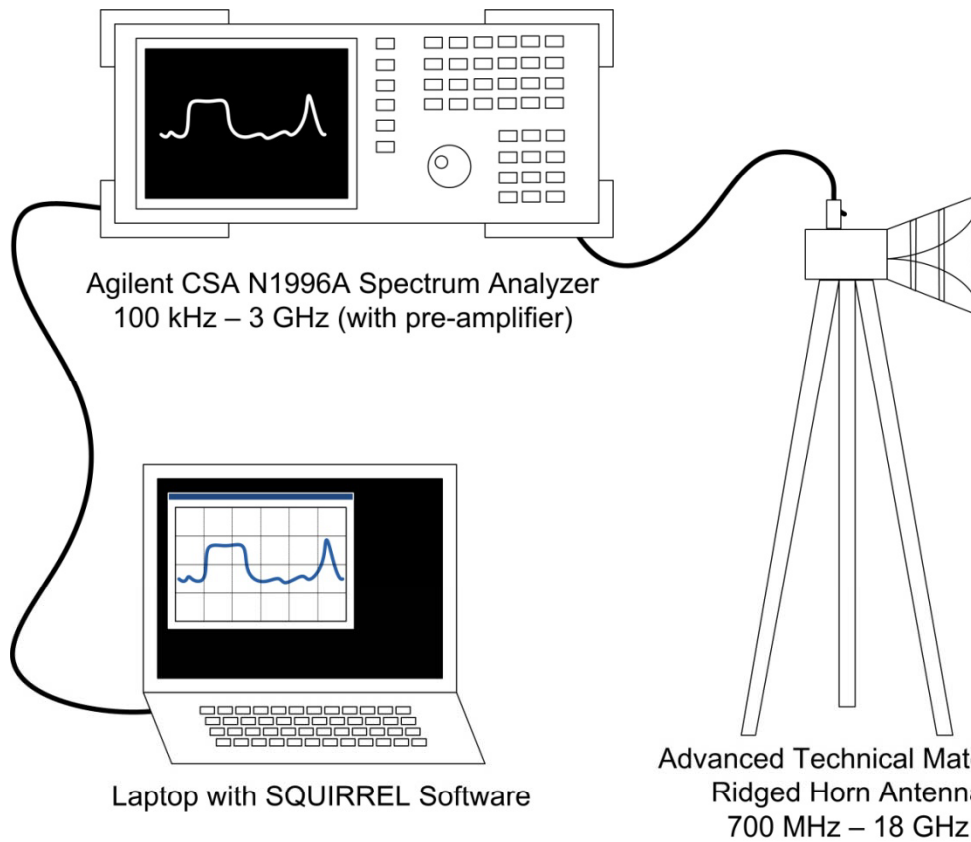 Agilent CSA N1996A Spectrum Analyzer
100 kHz – 3 GHz (with pre-amplifier)
Laptop with SQUIRREL Software
Advanced Technical
Ridged Horn
700 MHz – 18 GHz